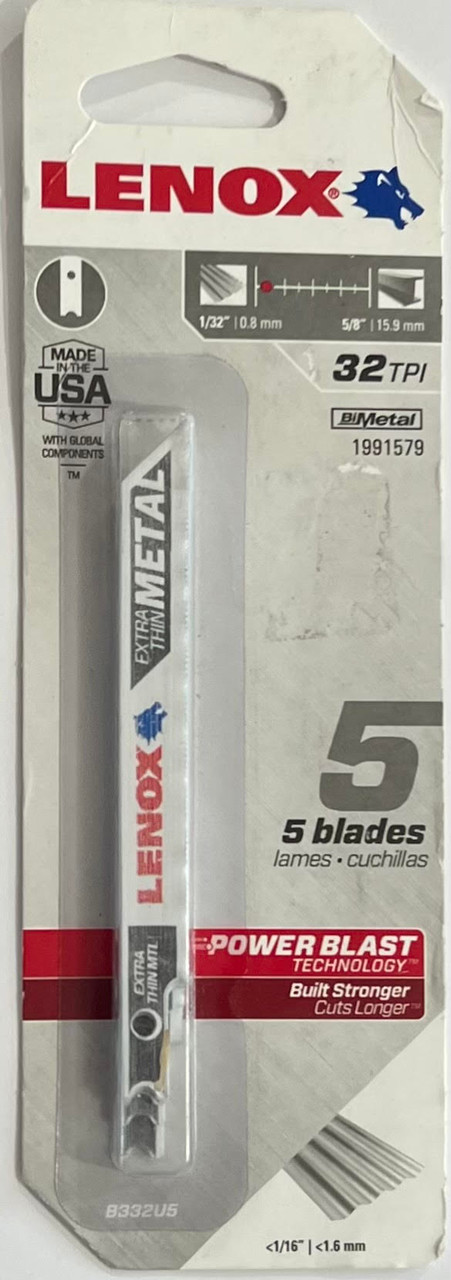 LENOX®
1/32" | 0.8 mm
5/8" | 15.9 mm
MADE
IN THE
USA
WITH GLOBAL
COMPONENTS
TM
32 TPI
BiMetal
1991579
EXTRA
THIN METAL
LENOX
EXTRA
THIN MTL
5
5 blades
lames • cuchillas
POWER BLAST
TECHNOLOGY™
Built Stronger
Cuts Longer™
B332U5
<1/16" | <1.6 mm